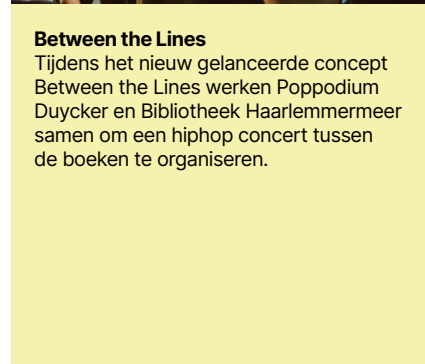 Between the Lines
Tijdens het nieuw gelanceerde concept
Between the Lines werken Poppodium
Duycker en Bibliotheek Haarlemmermeer
samen om een hiphop concert tussen
de boeken te organiseren.